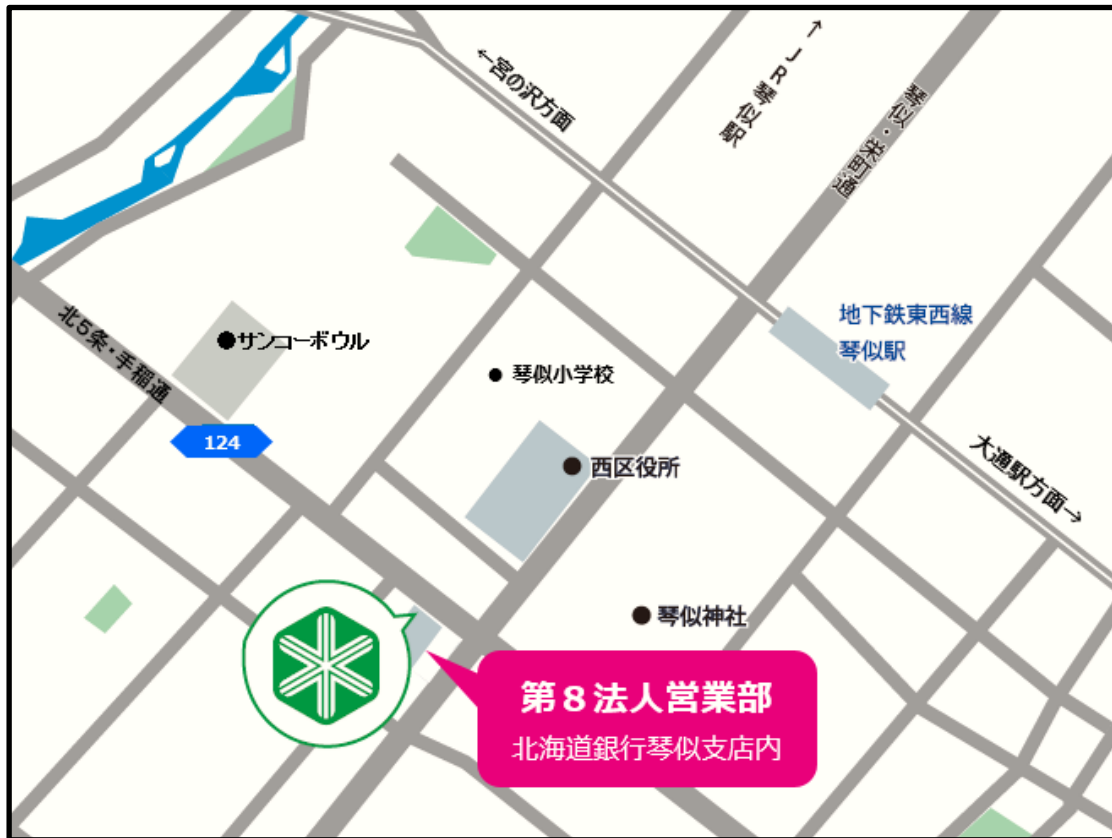 ←宮の沢方面
↑JR琴似駅
琴似・栄町通
地下鉄東西線
琴似駅
北5条・手稲通
●サンコーボウル
● 琴似小学校
124
● 西区役所
大通駅方面→
● 琴似神社
第８法人営業部
北海道銀行琴似支店内